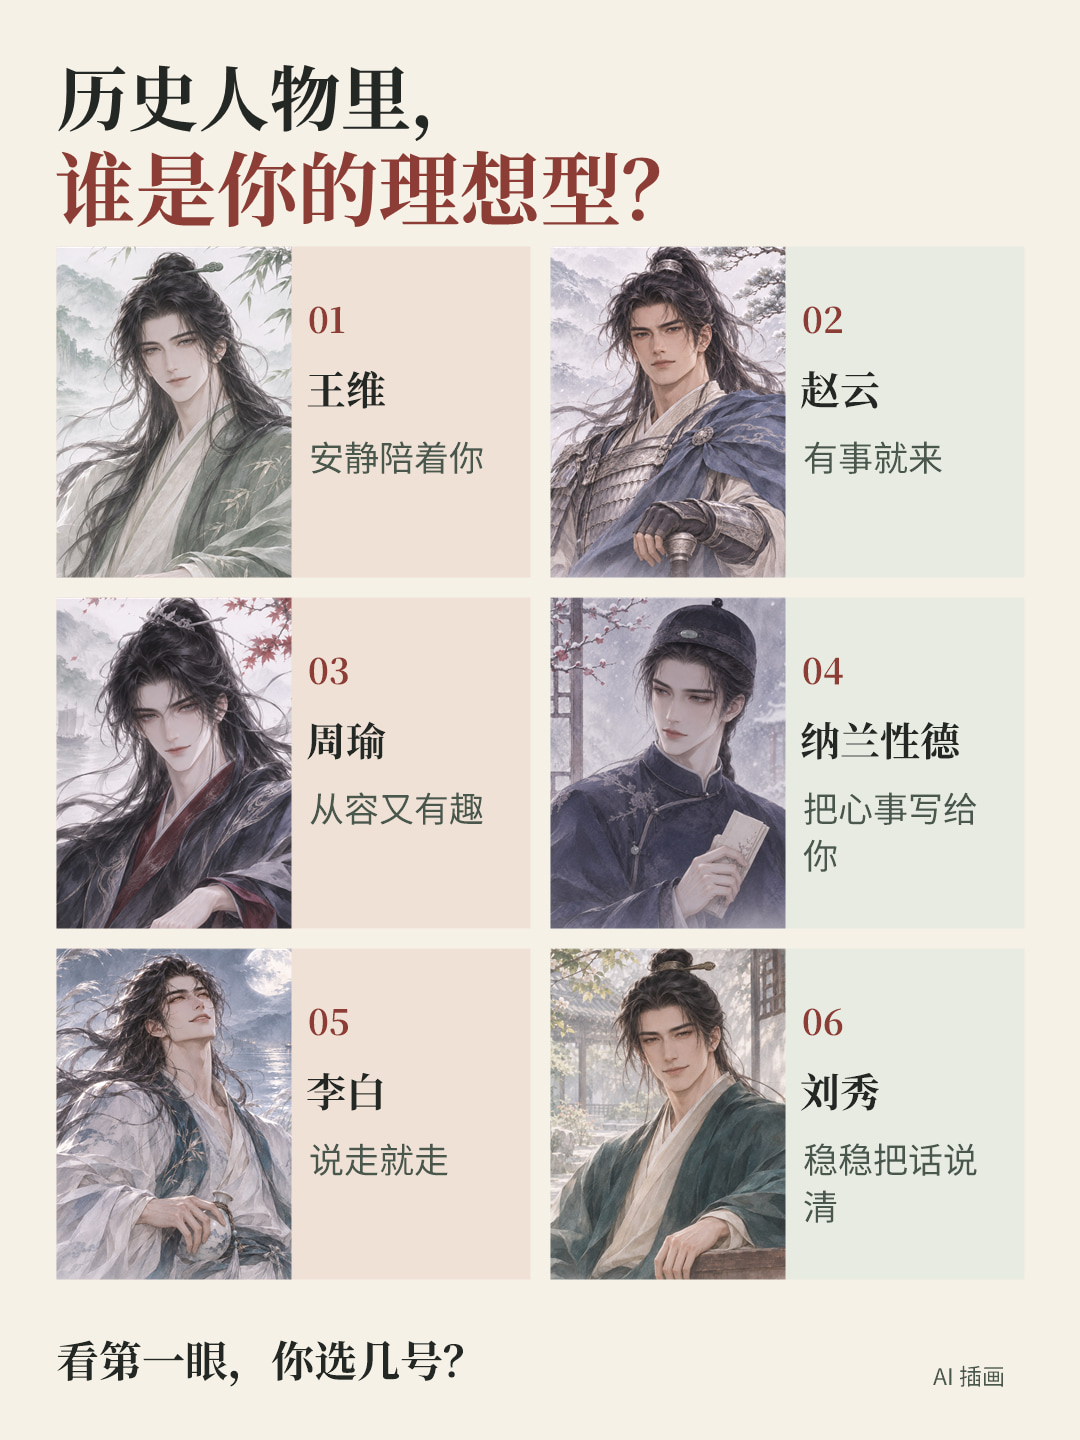 历史人物里，
谁是你的理想型？
01
王维
安静陪着你
02
赵云
有事就来
03
周瑜
从容又有趣
04
纳兰性德
把心事写给
你
05
李白
说走就走
06
刘秀
稳稳把话说
清
看第一眼，你选几号？
AI 插画